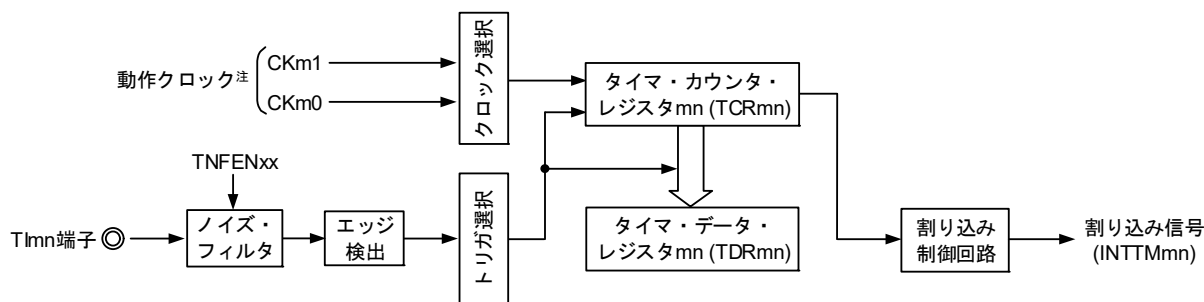 動作クロック注
CKm1
CKm0
クロック選択
タイマ・カウンタ・
レジスタmn (TCRmn)
TNFENxx
TImn端子
ノイズ・
フィルタ
エッジ
検出
トリガ選択
タイマ・データ・
レジスタmn (TDRmn)
割り込み
制御回路
割り込み信号
(INTTMmn)